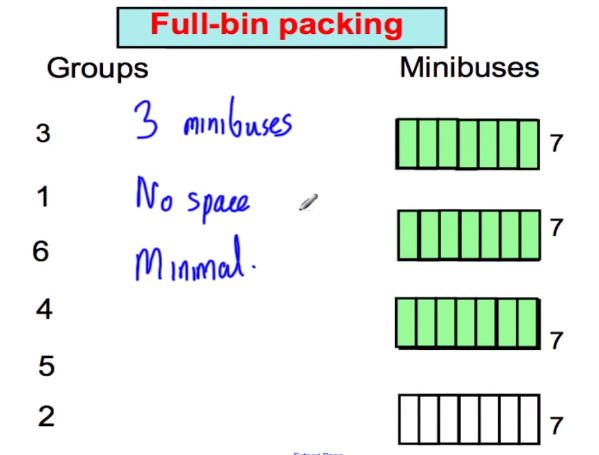 Full-bin packing
Groups
Minibuses
3
3 minibuses
7
1
No space
7
6
Minimal.
4
7
5
2
7